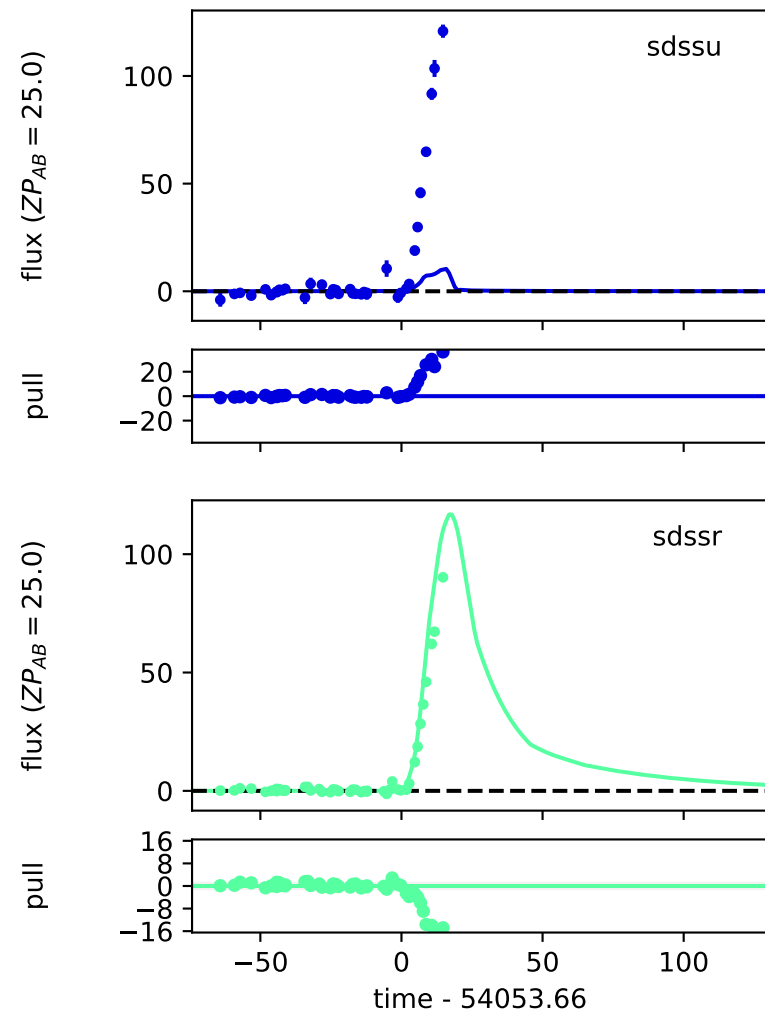 sdssu
flux (ZP_AB = 25.0)
100
50
0
pull
20
0
−20
sdssr
flux (ZP_AB = 25.0)
100
50
0
pull
16
8
0
−8
−16
−50 0 50 100
time - 54053.66